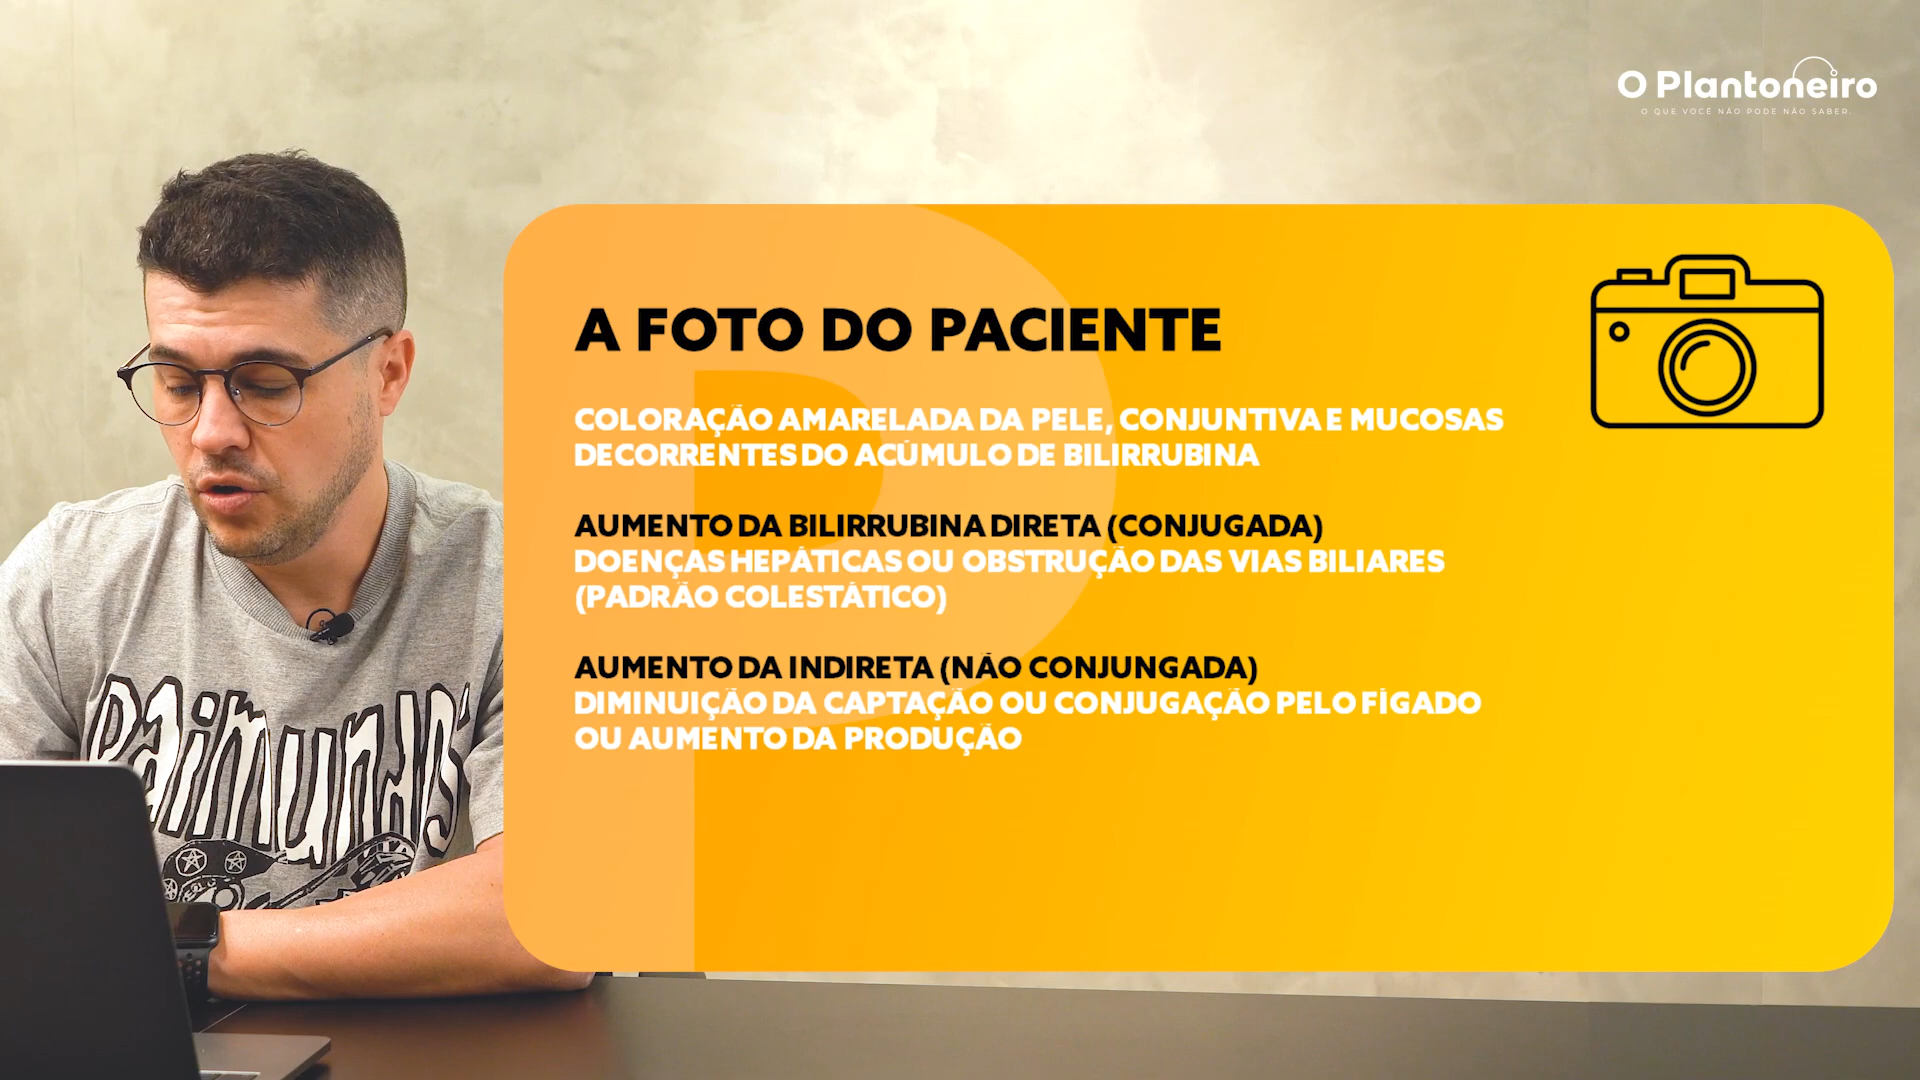 O Plantoneiro
O QUE VOCÊ NÃO PODE NÃO SABER.
A FOTO DO PACIENTE
COLORAÇÃO AMARELADA DA PELE, CONJUNTIVA E MUCOSAS
DECORRENTES DO ACÚMULO DE BILIRRUBINA
AUMENTO DA BILIRRUBINA DIRETA (CONJUGADA)
DOENÇAS HEPÁTICAS OU OBSTRUÇÃO DAS VIAS BILIARES
(PADRÃO COLESTÁTICO)
AUMENTO DA INDIRETA (NÃO CONJUNGADA)
DIMINUIÇÃO DA CAPTAÇÃO OU CONJUGAÇÃO PELO FÍGADO
OU AUMENTO DA PRODUÇÃO
Raimundos